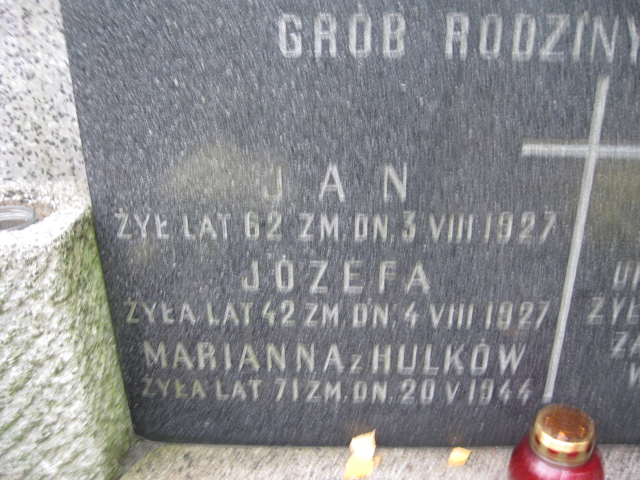 GRÓB RODZINY
JAN
ŻYŁ LAT 62 ZM. DN. 3 VIII 1927
JÓZEFA
ŻYŁA LAT 42 ZM. DN. 4 VIII 1927
MARIANNA z HULKÓW
ŻYŁA LAT 71 ZM. DN. 20 V 1944